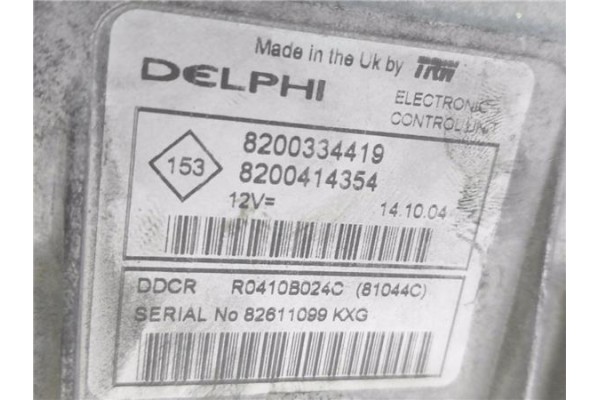 Made in the Uk by TRW
DELPHI
ELECTRONIC
CONTROL UNIT
153
8200334419
8200414354
12V= 14.10.04
DDCR R0410B024C (81044C)
SERIAL No 82611099 KXG